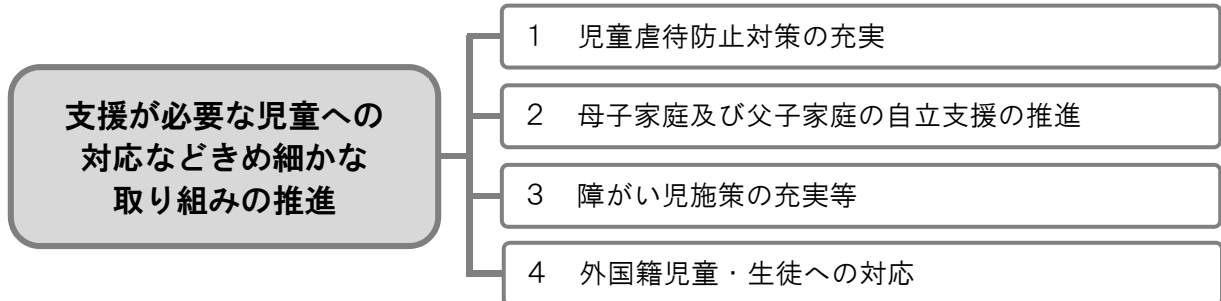 支援が必要な児童への
対応などきめ細かな
取り組みの推進
1 児童虐待防止対策の充実
2 母子家庭及び父子家庭の自立支援の推進
3 障がい児施策の充実等
4 外国籍児童・生徒への対応